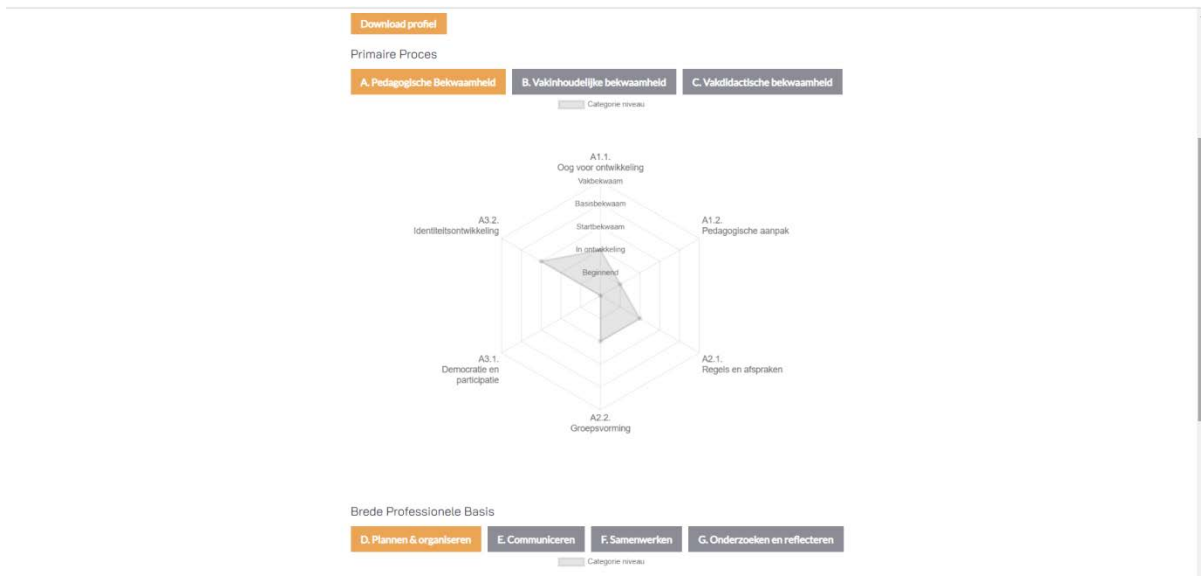 Download profiel
Primaire Proces
A. Pedagogische Bekwaamheid
B. Vakinhoudelijke bekwaamheid
C. Vakdidactische bekwaamheid
Categorie niveau
A1.1.
Oog voor ontwikkeling
Vakbekwaam
Basisbekwaam
Startbekwaam
In ontwikkeling
Beginnend
A1.2.
Pedagogische aanpak
A2.1.
Regels en afspraken
A2.2.
Groepsvorming
A3.1.
Democratie en
participatie
A3.2.
Identiteitsontwikkeling
Brede Professionele Basis
D. Plannen & organiseren
E. Communiceren
F. Samenwerken
G. Onderzoeken en reflecteren
Categorie niveau